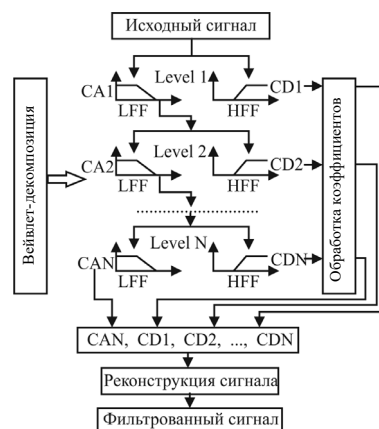 Исходный сигнал
Вейвлет-декомпозиция
Level 1
CA1
CD1
LFF
HFF
Level 2
CA2
CD2
LFF
HFF
Level N
CAN
CDN
LFF
HFF
Обработка коэффициентов
CAN, CD1, CD2, ..., CDN
Реконструкция сигнала
Фильтрованный сигнал